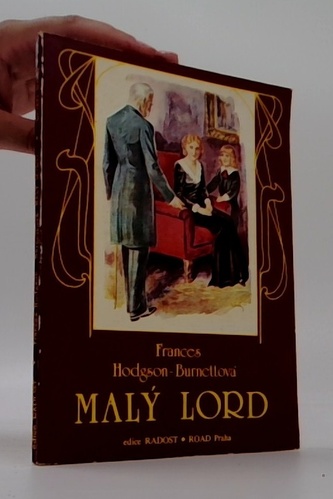 Frances
Hodgson-Burnettová
MALÝ LORD
edice RADOST • ROAD Praha